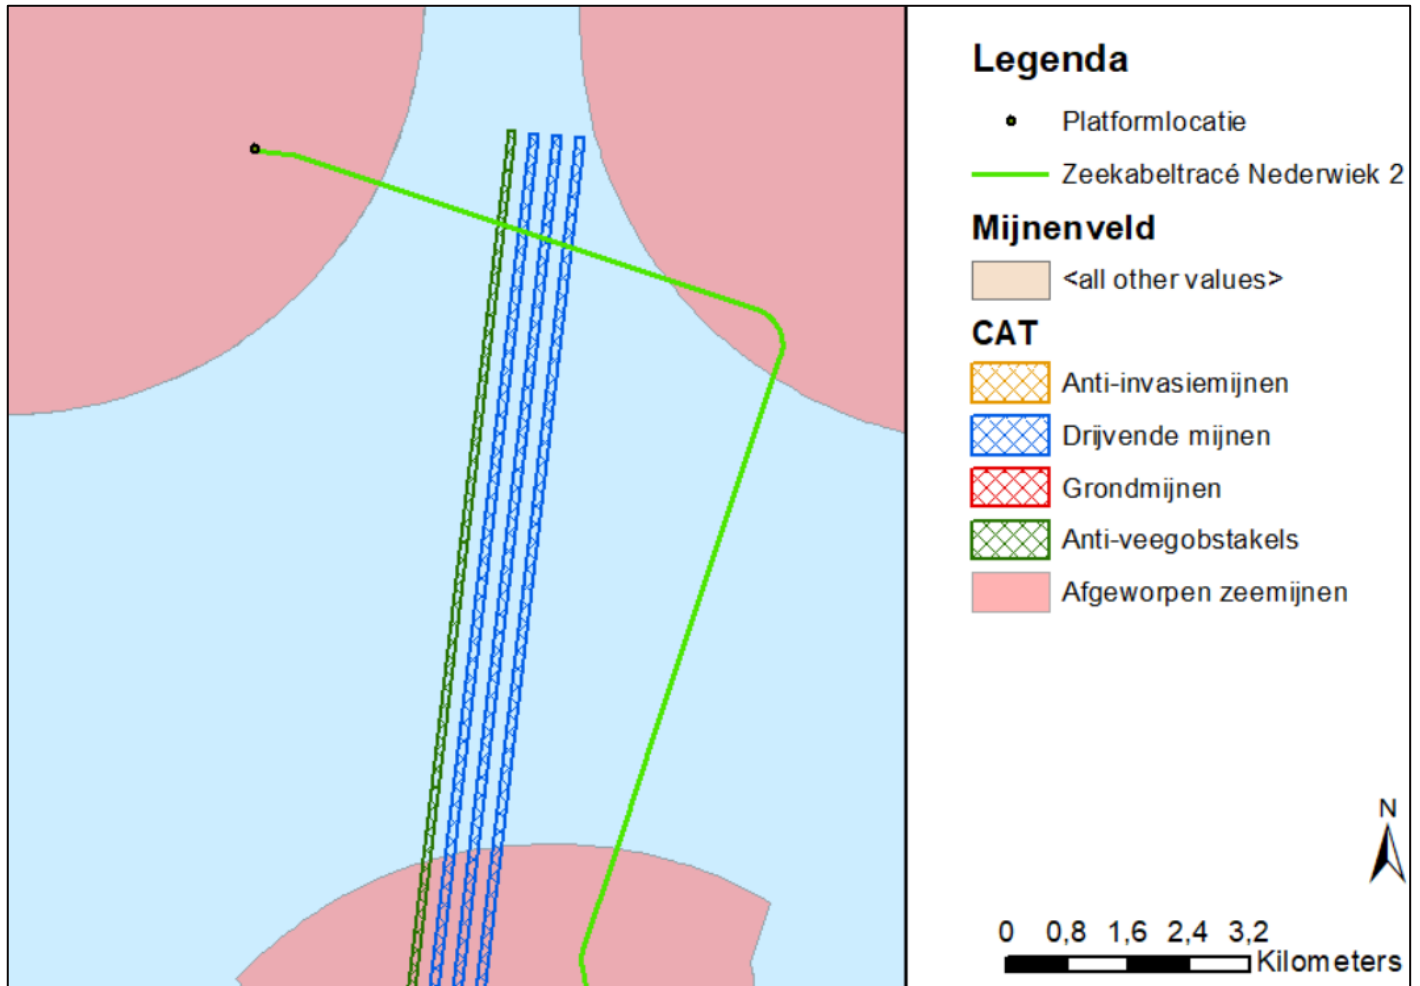 Legenda
Platformlocatie
Zeekabeltracé Nederwiek 2
Mijnenveld
<all other values>
CAT
Anti-invasiemijnen
Drijvende mijnen
Grondmijnen
Anti-veegobstakels
Afgeworpen zeemijnen
N
0 0,8 1,6 2,4 3,2
Kilometers